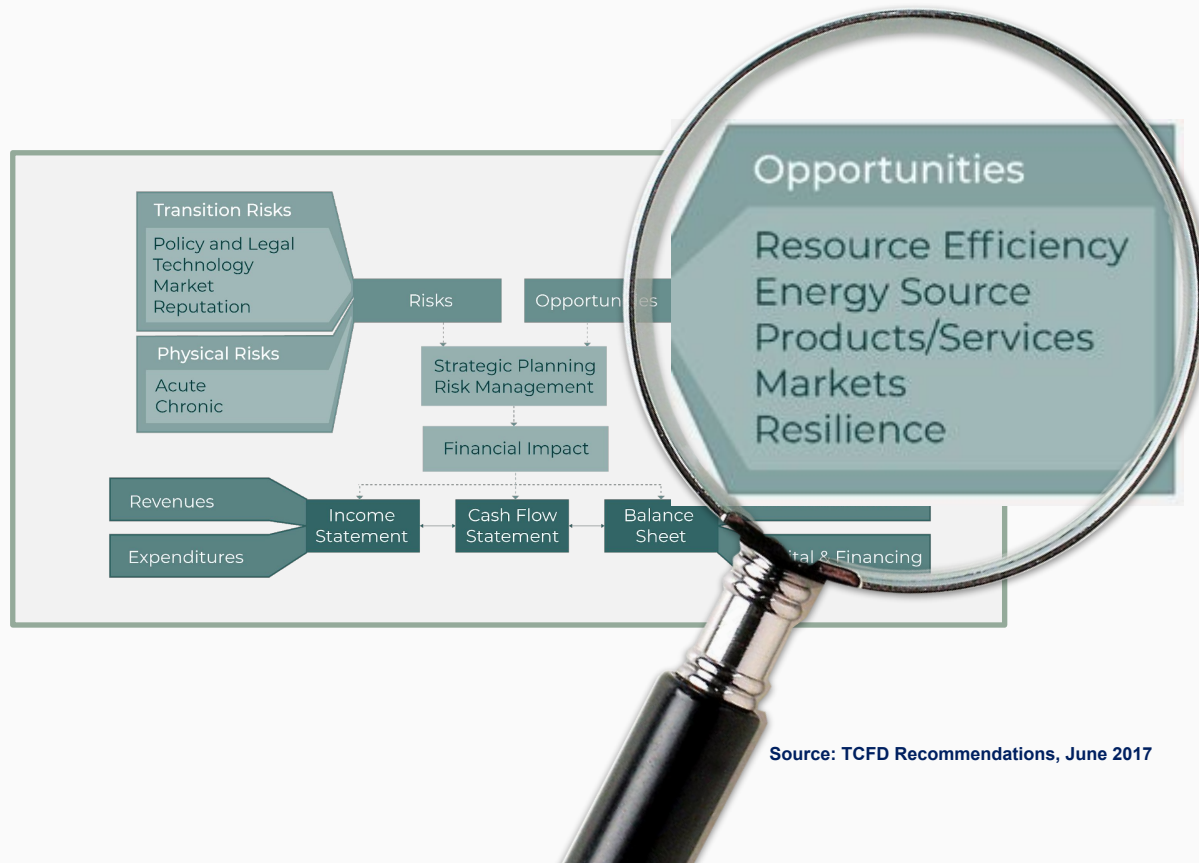 Transition Risks
Policy and Legal
Technology
Market
Reputation
Physical Risks
Acute
Chronic
Risks
Opportunities
Strategic Planning
Risk Management
Financial Impact
Revenues
Expenditures
Income
Statement
Cash Flow
Statement
Balance
Sheet
& Financing
Opportunities
Resource Efficiency
Energy Source
Products/Services
Markets
Resilience
Source: TCFD Recommendations, June 2017